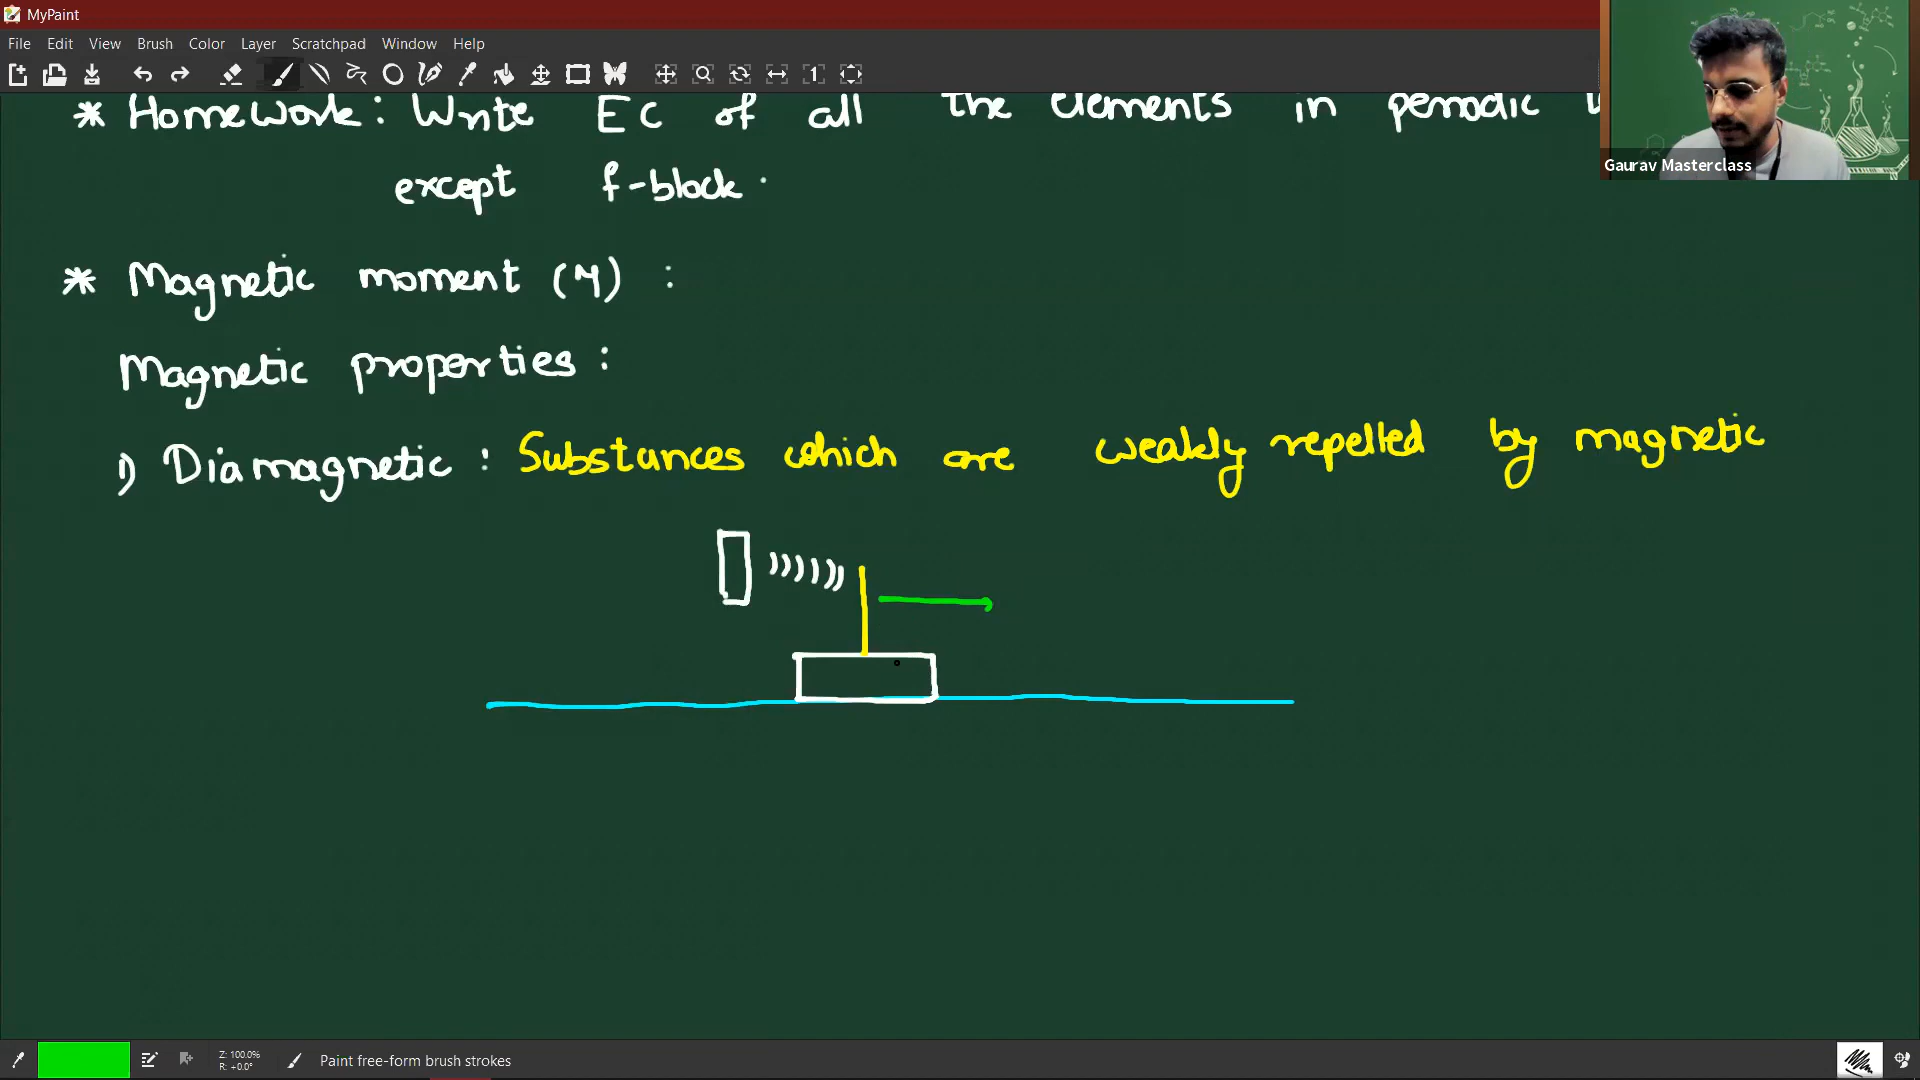 MyPaint
File Edit View Brush Color Layer Scratchpad Window Help
* Homework: Write EC of all the elements in periodic
except f-block.
Gaurav Masterclass
* Magnetic moment (M) :
Magnetic properties :
1) Diamagnetic : Substances which are weakly repelled by magnetic
Z: 100.0%
R: +0.0°
Paint free-form brush strokes